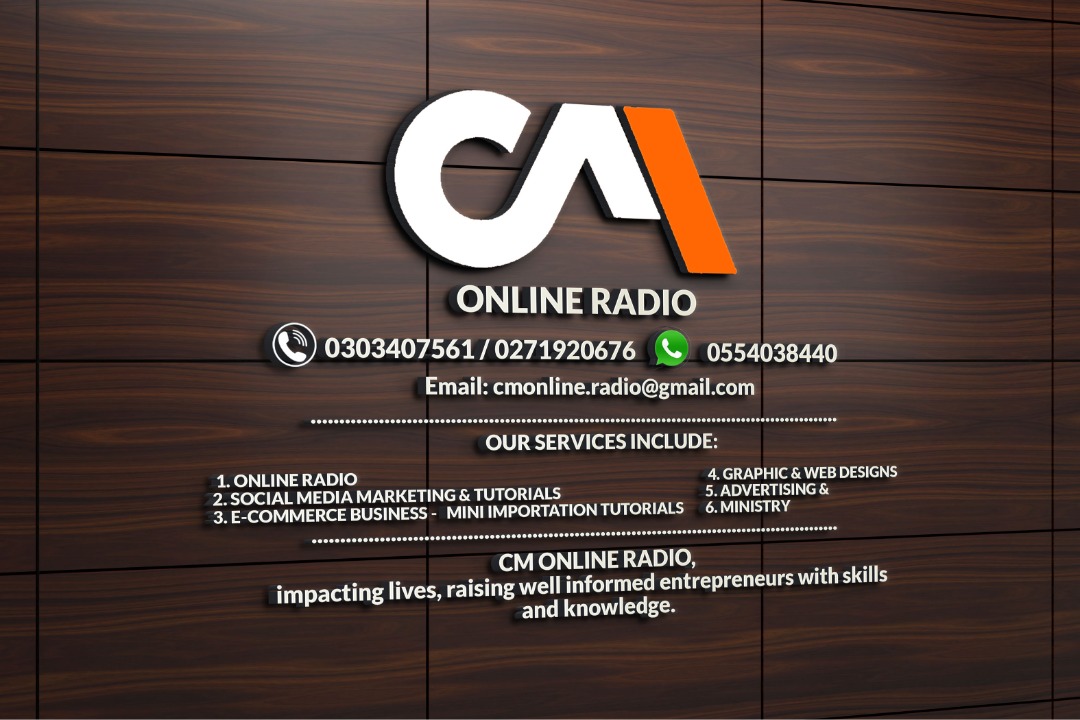 CM
ONLINE RADIO
0303407561 / 0271920676 0554038440
Email: cmonline.radio@gmail.com
OUR SERVICES INCLUDE:
1. ONLINE RADIO
2. SOCIAL MEDIA MARKETING & TUTORIALS
3. E-COMMERCE BUSINESS - MINI IMPORTATION TUTORIALS
4. GRAPHIC & WEB DESIGNS
5. ADVERTISING &
6. MINISTRY
CM ONLINE RADIO,
impacting lives, raising well informed entrepreneurs with skills
and knowledge.